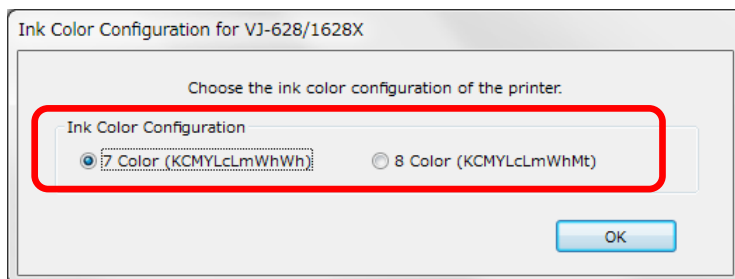 Ink Color Configuration for VJ-628/1628X
Choose the ink color configuration of the printer.
Ink Color Configuration
7 Color (KCMYLcLmWhWh) 8 Color (KCMYLcLmWhMt)
OK